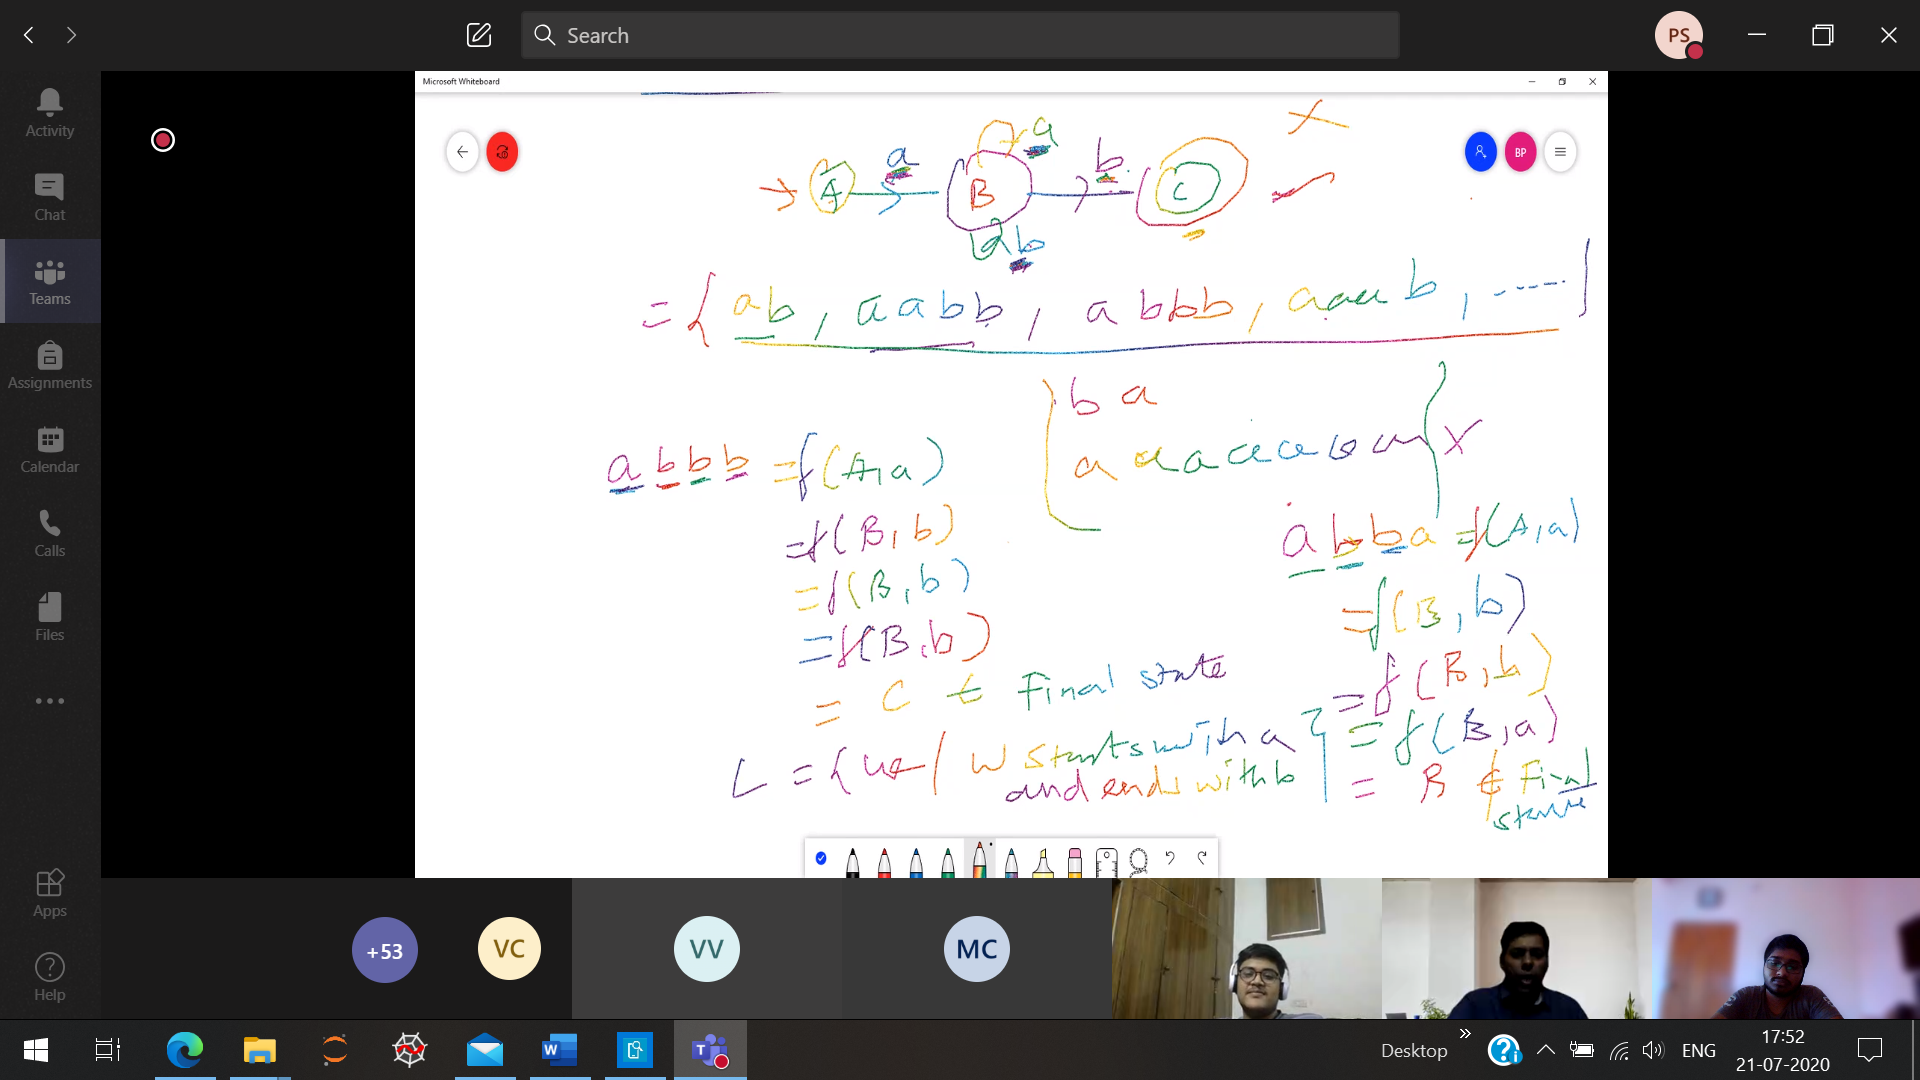 Search
PS
Activity
Chat
Teams
Assignments
Calendar
Calls
Files
Apps
Help
Microsoft Whiteboard
BP
a
a
b
A
B
C
b
= { ab , aabb , abbb , aaab , ..... }
ba
aaaa
X
abbb = f(A,a)
= f(B,b)
= f(B,b)
= f(B,b)
= C ∈ Final state
abba = f(A,a)
= f(B,b)
= f(B,b)
= f(B,a)
= B ∉ Final
state
L = { w | w starts with a
and ends with b }
+53
VC
VV
MC
Desktop
ENG
17:52
21-07-2020